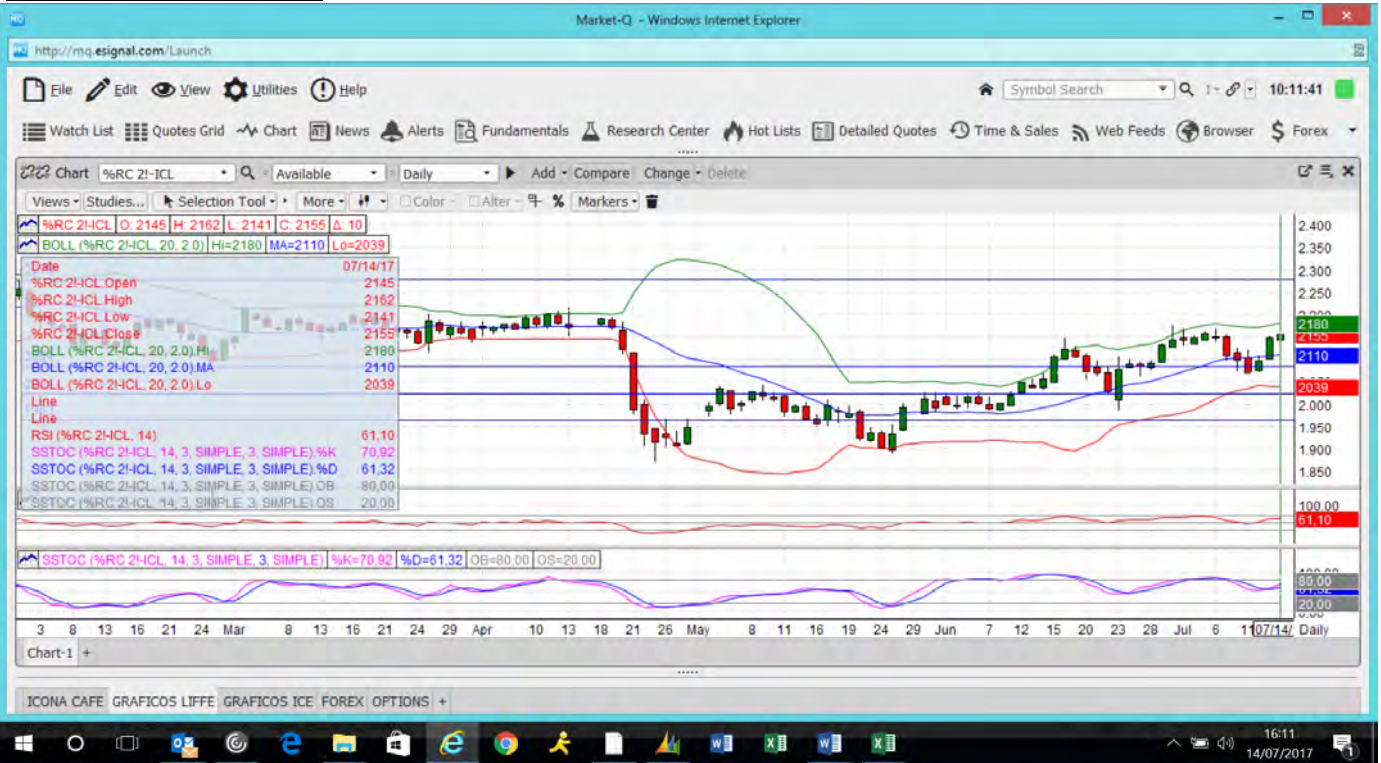 Market-Q - Windows Internet Explorer
http://mq.esignal.com/Launch
File Edit View Utilities Help Symbol Search 10:11:41
Watch List Quotes Grid Chart News Alerts Fundamentals Research Center Hot Lists Detailed Quotes Time & Sales Web Feeds Browser Forex
Chart %RC 2!-ICL Available Daily Add Compare Change Delete
Views Studies... Selection Tool More Color Alter % Markers
%RC 2!-ICL O: 2145 H: 2162 L: 2141 C: 2155 Δ: 10
BOLL (%RC 2!-ICL, 20, 2.0) Hi=2180 MA=2110 Lo=2039
Date 07/14/17
%RC 2!-ICL.Open 2145
%RC 2!-ICL.High 2162
%RC 2!-ICL.Low 2141
%RC 2!-ICL.Close 2155
BOLL (%RC 2!-ICL, 20, 2.0).Hi 2180
BOLL (%RC 2!-ICL, 20, 2.0).MA 2110
BOLL (%RC 2!-ICL, 20, 2.0).Lo 2039
Line
Line
RSI (%RC 2!-ICL, 14) 61,10
SSTOC (%RC 2!-ICL, 14, 3, SIMPLE, 3, SIMPLE).%K 70,92
SSTOC (%RC 2!-ICL, 14, 3, SIMPLE, 3, SIMPLE).%D 61,32
SSTOC (%RC 2!-ICL, 14, 3, SIMPLE, 3, SIMPLE).OB 80,00
SSTOC (%RC 2!-ICL, 14, 3, SIMPLE, 3, SIMPLE).OS 20,00
2.400
2.350
2.300
2.250
2.200
2180
2155
2110
2039
2.000
1.950
1.900
1.850
100.00
61,10
SSTOC (%RC 2!-ICL, 14, 3, SIMPLE, 3, SIMPLE) %K=70,92 %D=61,32 OB=80,00 OS=20,00
80,00
20,00
3 8 13 16 21 24 Mar 8 13 16 21 24 29 Apr 10 13 18 21 26 May 8 11 16 19 24 29 Jun 7 12 15 20 23 28 Jul 6 11 07/14/ Daily
Chart-1 +
ICONA CAFE GRAFICOS LIFFE GRAFICOS ICE FOREX OPTIONS +
16:11
14/07/2017